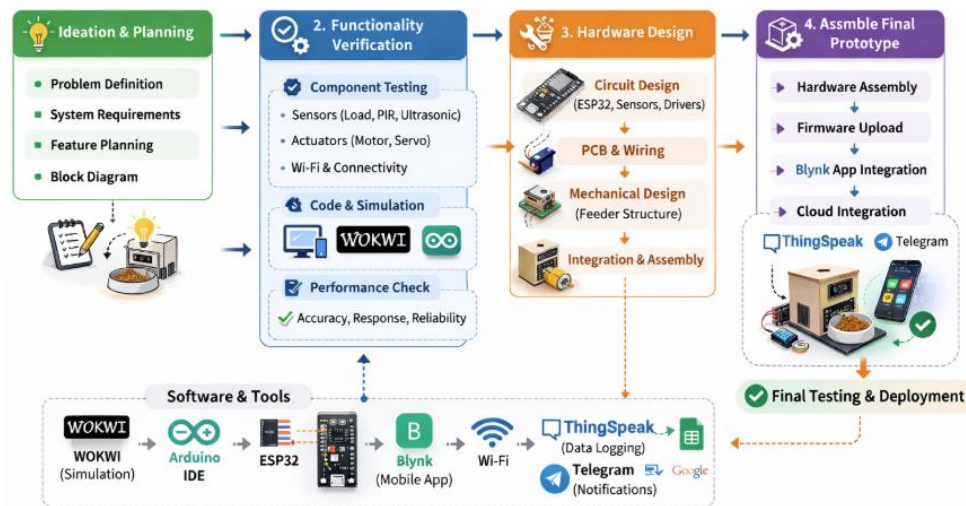 Ideation & Planning
Problem Definition
System Requirements
Feature Planning
Block Diagram
2. Functionality
Verification
Component Testing
Sensors (Load, PIR, Ultrasonic)
Actuators (Motor, Servo)
Wi-Fi & Connectivity
Code & Simulation
WOKWI
Performance Check
Accuracy, Response, Reliability
3. Hardware Design
Circuit Design
(ESP32, Sensors, Drivers)
PCB & Wiring
Mechanical Design
(Feeder Structure)
Integration & Assembly
4. Assmble Final
Prototype
Hardware Assembly
Firmware Upload
Blynk App Integration
Cloud Integration
ThingSpeak
Telegram
Final Testing & Deployment
Software & Tools
WOKWI
WOKWI
(Simulation)
Arduino
IDE
ESP32
B
Blynk
(Mobile App)
Wi-Fi
ThingSpeak
(Data Logging)
Telegram
Google
(Notifications)